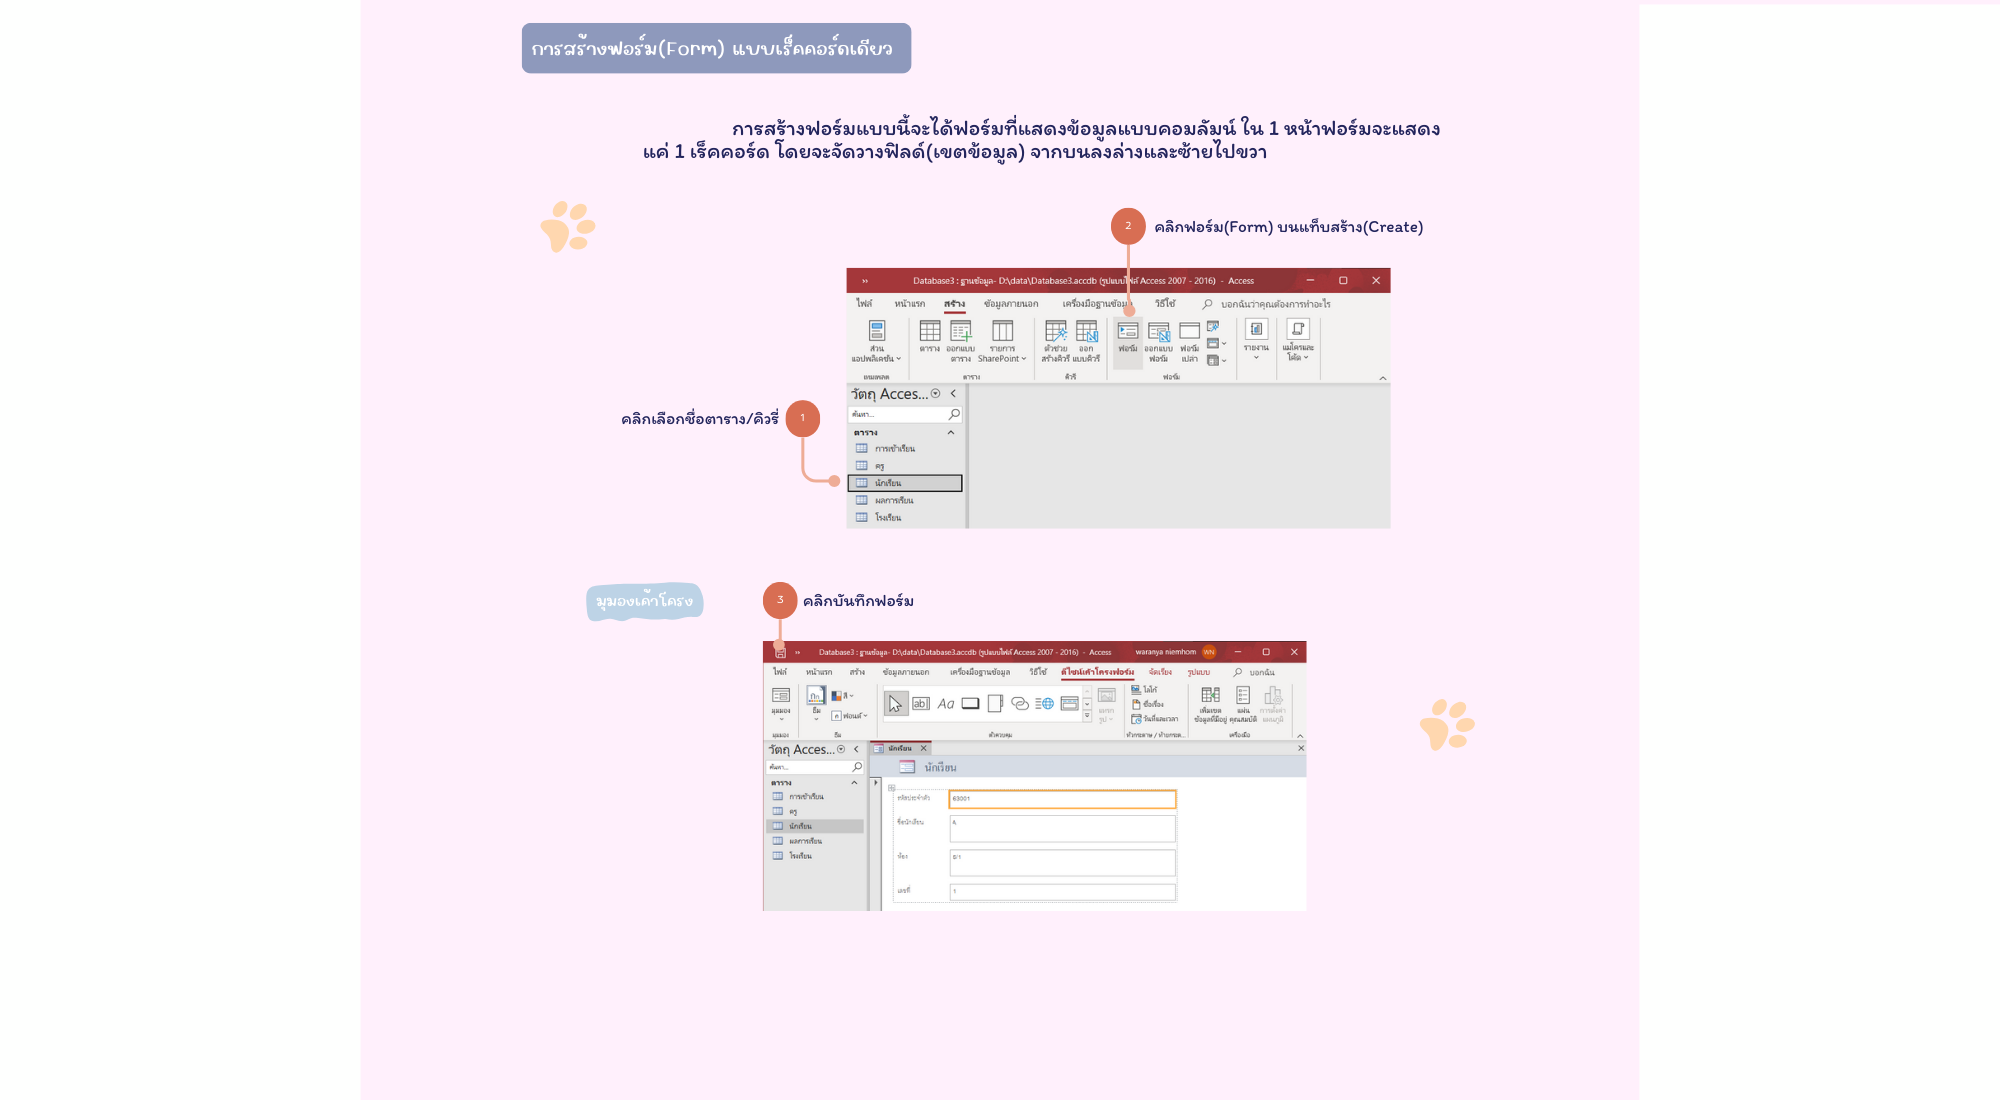 การสร้างฟอร์ม(Form) แบบเร็คคอร์ดเดียว
การสร้างฟอร์มแบบนี้จะได้ฟอร์มที่แสดงข้อมูลแบบคอมลัมน์ ใน 1 หน้าฟอร์มจะแสดง
แค่ 1 เร็คคอร์ด โดยจะจัดวางฟิลด์(เขตข้อมูล) จากบนลงล่างและซ้ายไปขวา
2 คลิกฟอร์ม(Form) บนแท็บสร้าง(Create)
Database3 : ฐานข้อมูล- D:\data\Database3.accdb (รูปแบบไฟล์ Access 2007 - 2016) - Access
ไฟล์ หน้าแรก สร้าง ข้อมูลภายนอก เครื่องมือฐานข้อมูล วิธีใช้ บอกฉันว่าคุณต้องการทำอะไร
ส่วน ตาราง ออกแบบ รายการ ตัวช่วย ออก ฟอร์ม ออกแบบ ฟอร์ม รายงาน แมโครและ
แอปพลิเคชัน ตาราง SharePoint สร้างคิวรี แบบคิวรี ฟอร์ม เปล่า โค้ด
เทมเพลต ตาราง คิวรี ฟอร์ม
วัตถุ Acces...
ค้นหา...
ตาราง
การเข้าเรียน
ครู
นักเรียน
ผลการเรียน
โรงเรียน
คลิกเลือกชื่อตาราง/คิวรี่ 1
มุมองเค้าโครง
3 คลิกบันทึกฟอร์ม
Database3 : ฐานข้อมูล- D:\data\Database3.accdb (รูปแบบไฟล์ Access 2007 - 2016) - Access waranya niemhom WN
ไฟล์ หน้าแรก สร้าง ข้อมูลภายนอก เครื่องมือฐานข้อมูล วิธีใช้ ดีไซน์เค้าโครงฟอร์ม จัดเรียง รูปแบบ บอกฉัน
มุมมอง ธีม สี ฟอนต์ Aa แทรก รูป โลโก้ ชื่อเรื่อง วันที่และเวลา เพิ่มเขต ข้อมูลที่มีอยู่ แผ่น คุณสมบัติ การตั้งค่า แผนภูมิ
มุมมอง ธีม ตัวควบคุม หัวกระดาษ / ท้ายกระด... เครื่องมือ
วัตถุ Acces...
ค้นหา...
ตาราง
การเข้าเรียน
ครู
นักเรียน
ผลการเรียน
โรงเรียน
นักเรียน
นักเรียน
รหัสประจำตัว 63001
ชื่อนักเรียน A
ห้อง
เลขที่ 1